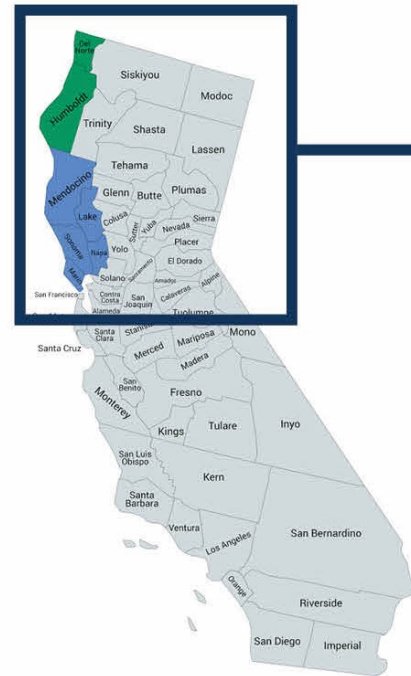 Del
Norte
Siskiyou
Modoc
Humboldt
Trinity
Shasta
Lassen
Tehama
Mendocino
Glenn
Butte
Plumas
Lake
Colusa
Sutter
Yuba
Nevada
Sierra
Sonoma
Napa
Yolo
Placer
El Dorado
Marin
Solano
Sacramento
Amador
Alpine
San Francisco
Contra
Costa
San
Joaquin
Calaveras
Alameda
Tuolumne
Mono
Santa
Clara
Mariposa
Santa Cruz
Merced
Madera
San
Benito
Fresno
Monterey
Inyo
Kings
Tulare
San Luis
Obispo
Kern
Santa
Barbara
San Bernardino
Ventura
Los Angeles
Orange
Riverside
San Diego
Imperial